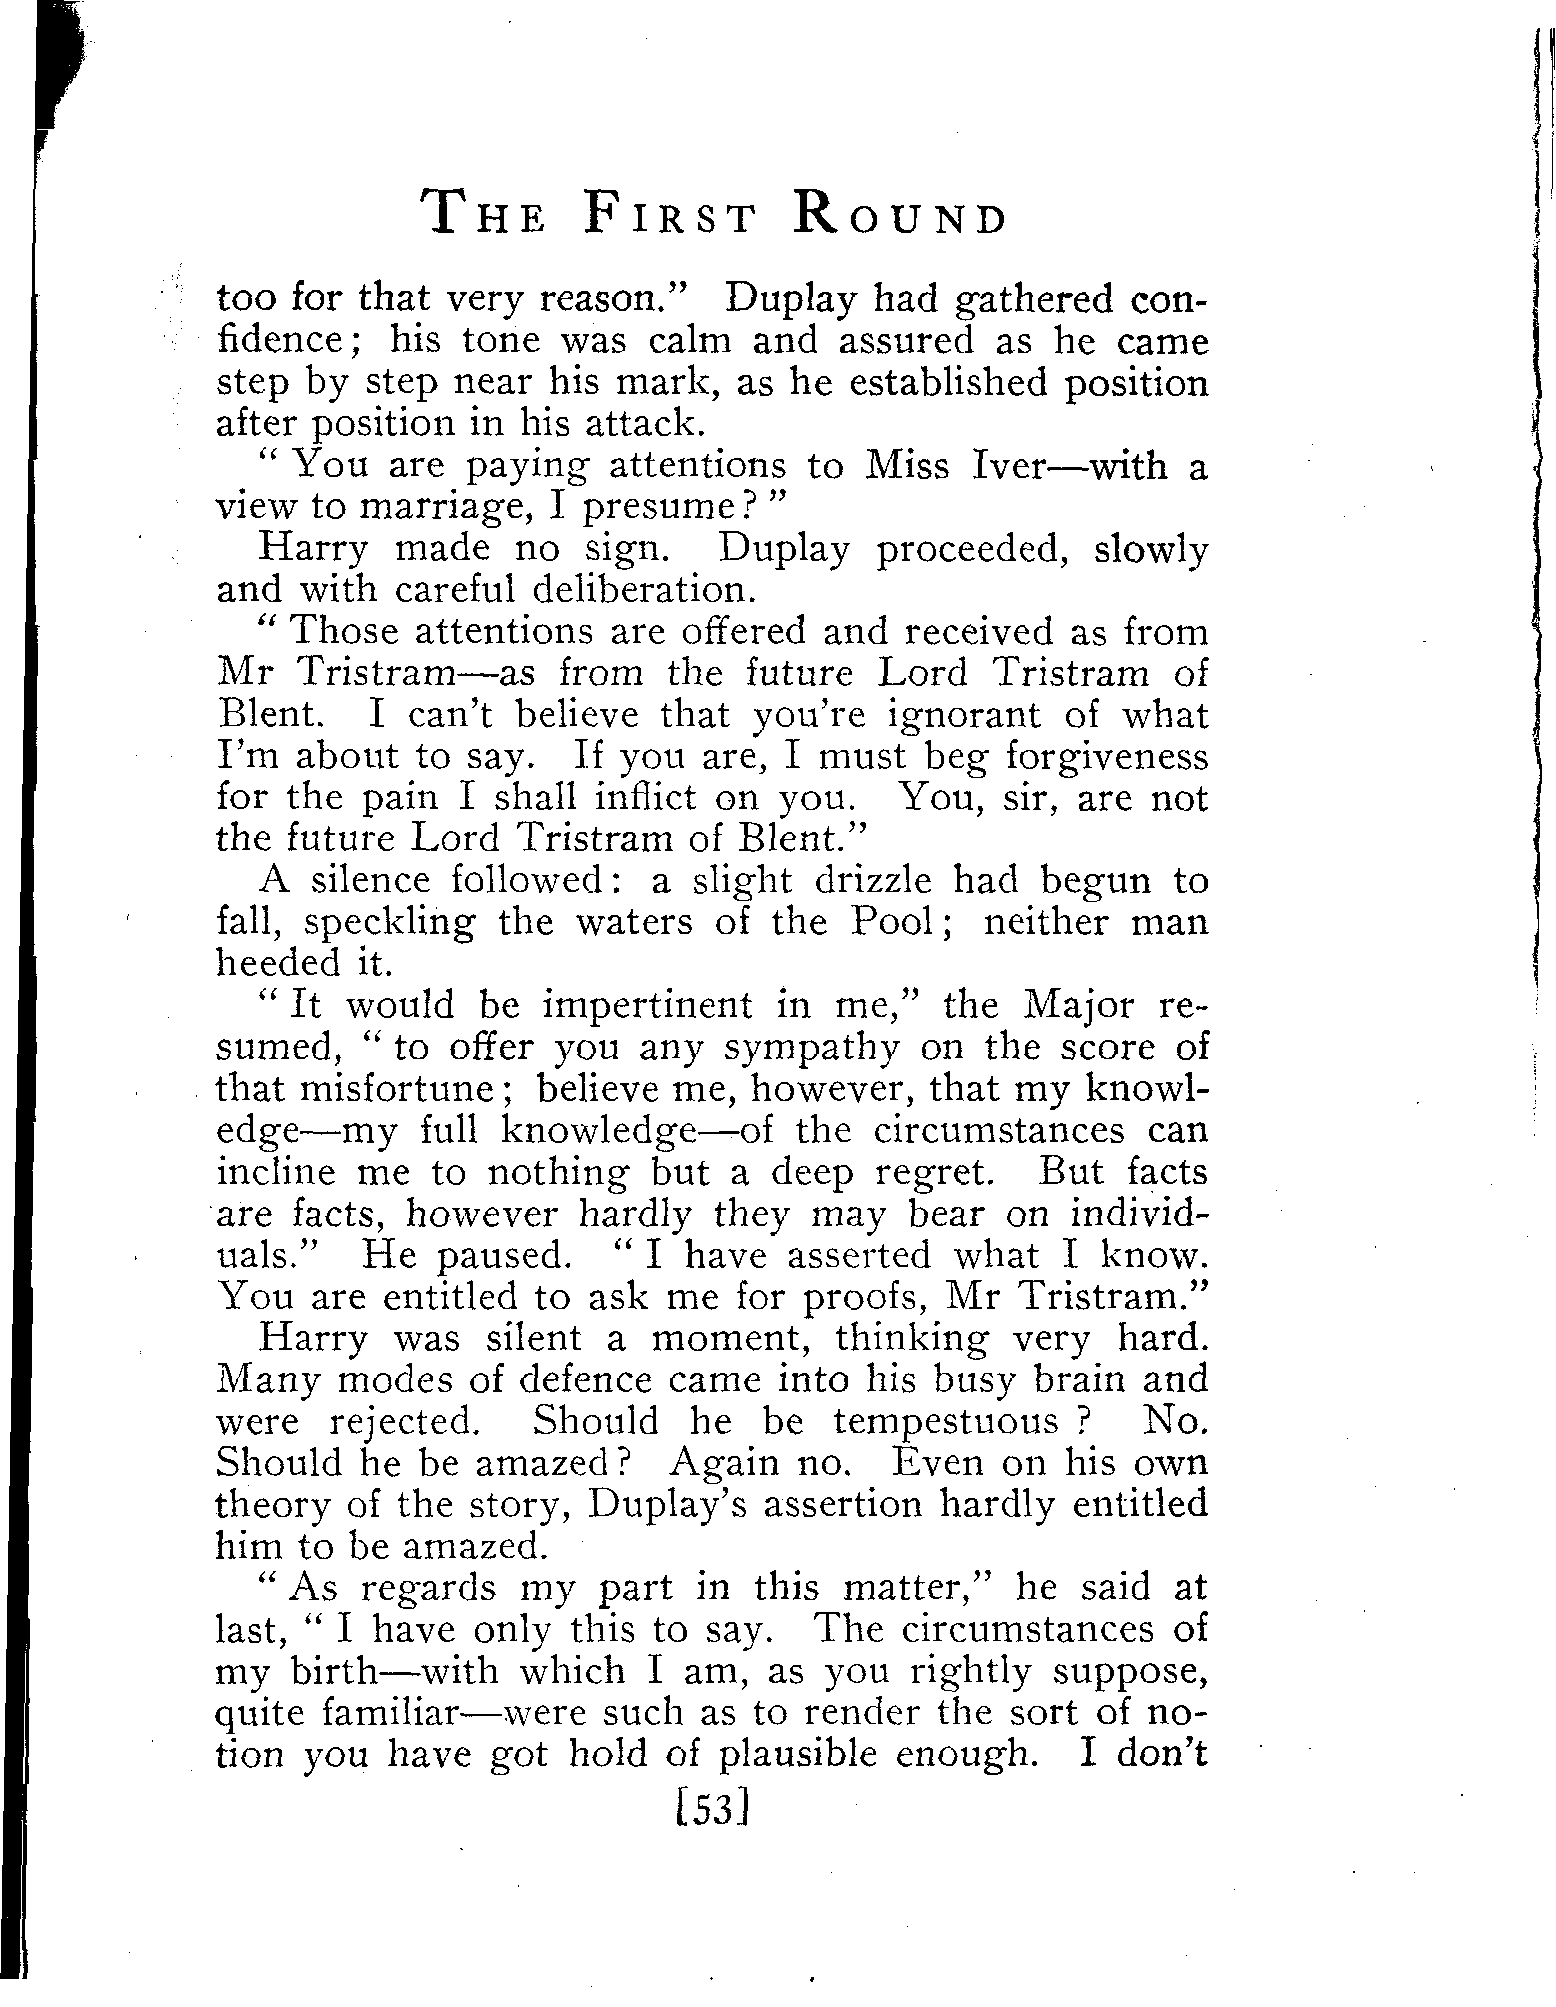 THE FIRST ROUND
too for that very reason." Duplay had gathered con-
fidence; his tone was calm and assured as he came
step by step near his mark, as he established position
after position in his attack.
"You are paying attentions to Miss Iver—with a
view to marriage, I presume?"
Harry made no sign. Duplay proceeded, slowly
and with careful deliberation.
"Those attentions are offered and received as from
Mr Tristram—as from the future Lord Tristram of
Blent. I can't believe that you're ignorant of what
I'm about to say. If you are, I must beg forgiveness
for the pain I shall inflict on you. You, sir, are not
the future Lord Tristram of Blent."
A silence followed: a slight drizzle had begun to
fall, speckling the waters of the Pool; neither man
heeded it.
"It would be impertinent in me," the Major re-
sumed, "to offer you any sympathy on the score of
that misfortune; believe me, however, that my knowl-
edge—my full knowledge—of the circumstances can
incline me to nothing but a deep regret. But facts
are facts, however hardly they may bear on individ-
uals." He paused. "I have asserted what I know.
You are entitled to ask me for proofs, Mr Tristram."
Harry was silent a moment, thinking very hard.
Many modes of defence came into his busy brain and
were rejected. Should he be tempestuous? No.
Should he be amazed? Again no. Even on his own
theory of the story, Duplay's assertion hardly entitled
him to be amazed.
"As regards my part in this matter," he said at
last, "I have only this to say. The circumstances of
my birth—with which I am, as you rightly suppose,
quite familiar—were such as to render the sort of no-
tion you have got hold of plausible enough. I don't
[53]